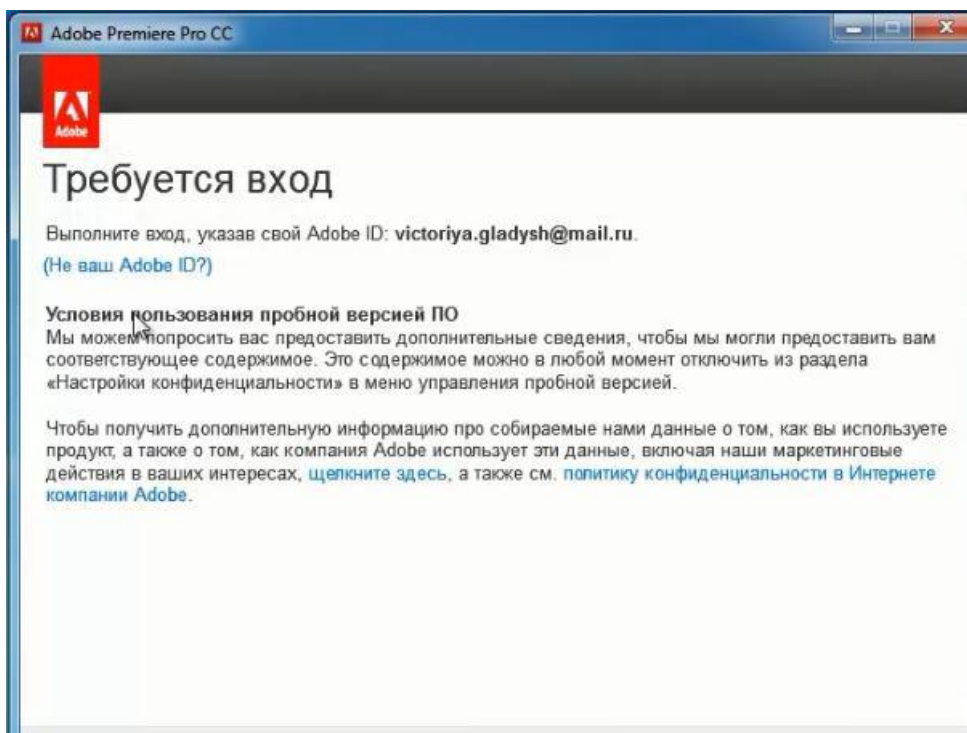 Adobe Premiere Pro CC
Adobe
Требуется вход
Выполните вход, указав свой Adobe ID: victoriya.gladysh@mail.ru.
(Не ваш Adobe ID?)
Условия пользования пробной версией ПО
Мы можем попросить вас предоставить дополнительные сведения, чтобы мы могли предоставить вам
соответствующее содержимое. Это содержимое можно в любой момент отключить из раздела
«Настройки конфиденциальности» в меню управления пробной версией.
Чтобы получить дополнительную информацию про собираемые нами данные о том, как вы используете
продукт, а также о том, как компания Adobe использует эти данные, включая наши маркетинговые
действия в ваших интересах, щелкните здесь, а также см. политику конфиденциальности в Интернете
компании Adobe.